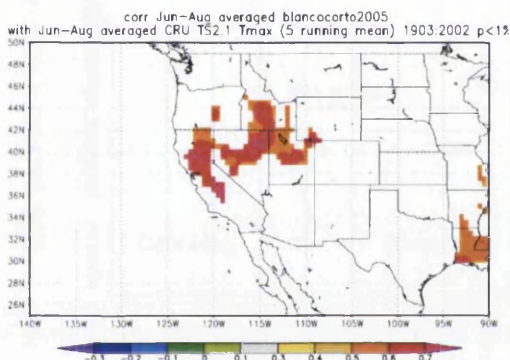 corr Jun-Aug averaged blancocorto2005
with Jun-Aug averaged CRU TS2.1 Tmax (5 running mean) 1903:2002 p<1%
50N
48N
46N
44N
42N
40N
38N
36N
34N
32N
30N
28N
26N
140W 135W 130W 125W 120W 115W 110W 105W 100W 95W 90W
-0.3 -0.2 -0.1 0 0.1 0.3 0.4 0.5 0.6 0.7